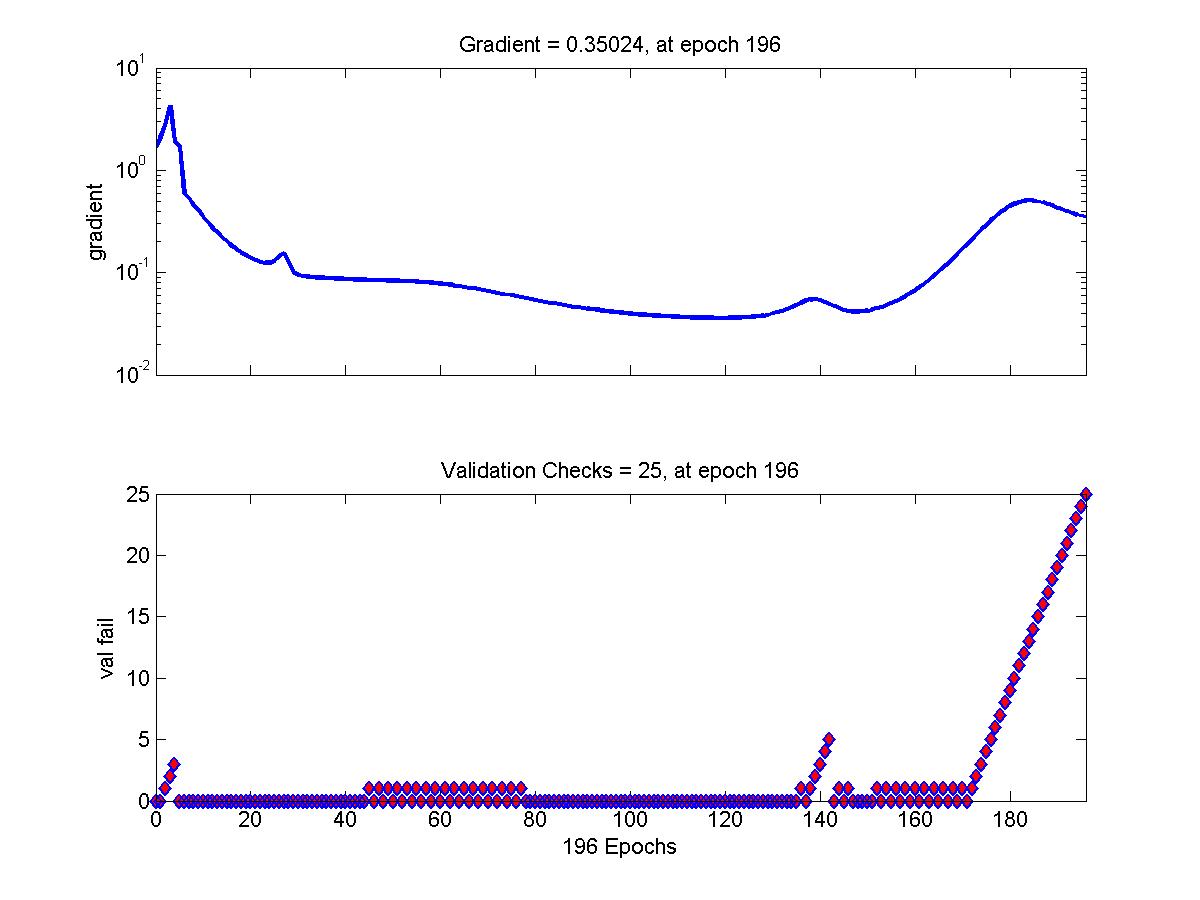 Gradient = 0.35024, at epoch 196
10^1
10^0
10^-1
10^-2
gradient
Validation Checks = 25, at epoch 196
25
20
15
10
5
0
val fail
0 20 40 60 80 100 120 140 160 180
196 Epochs